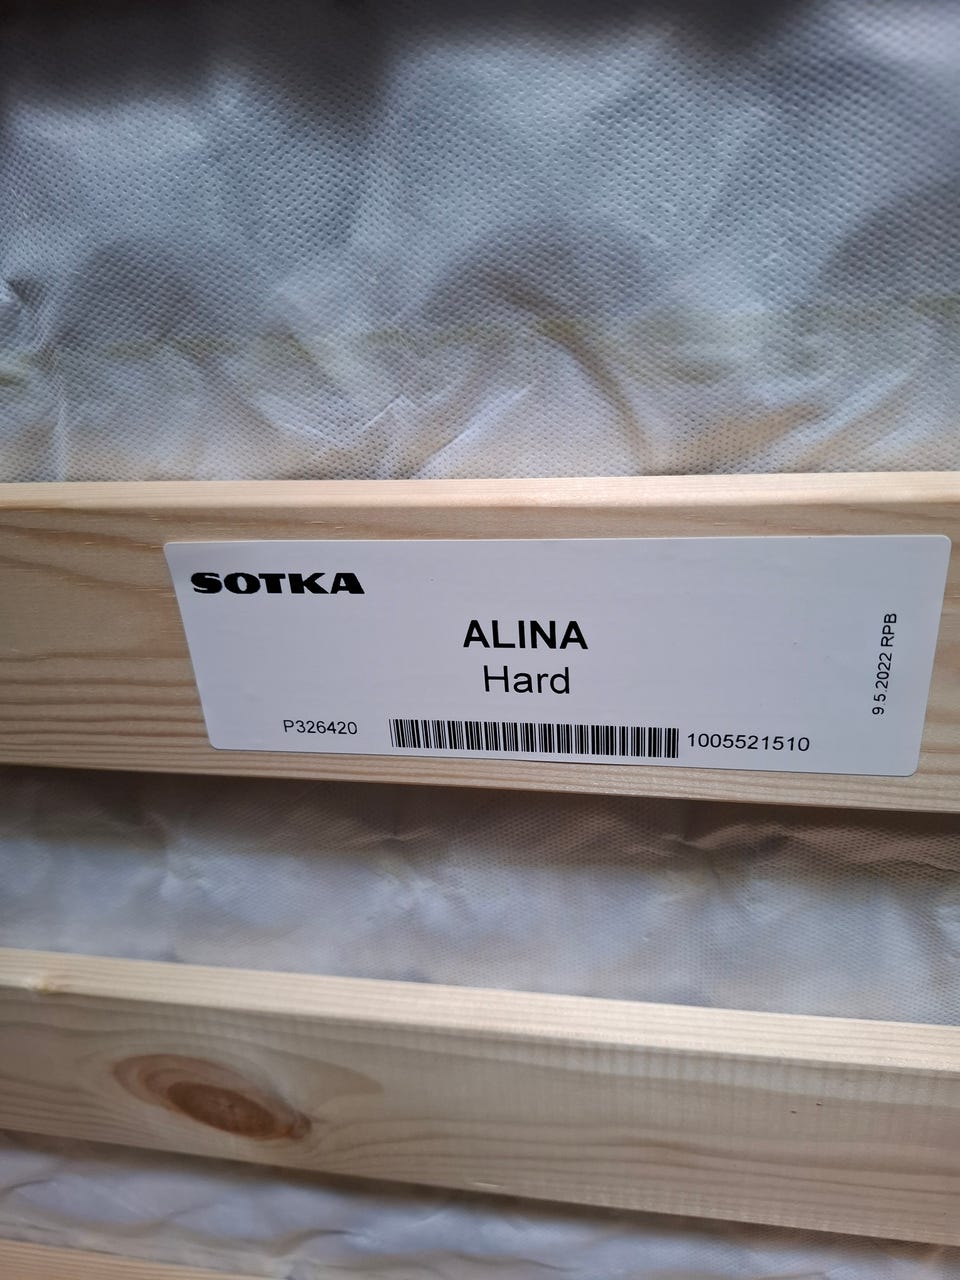 SOTKA
ALINA
Hard
P326420
1005521510
9.5.2022 RPB